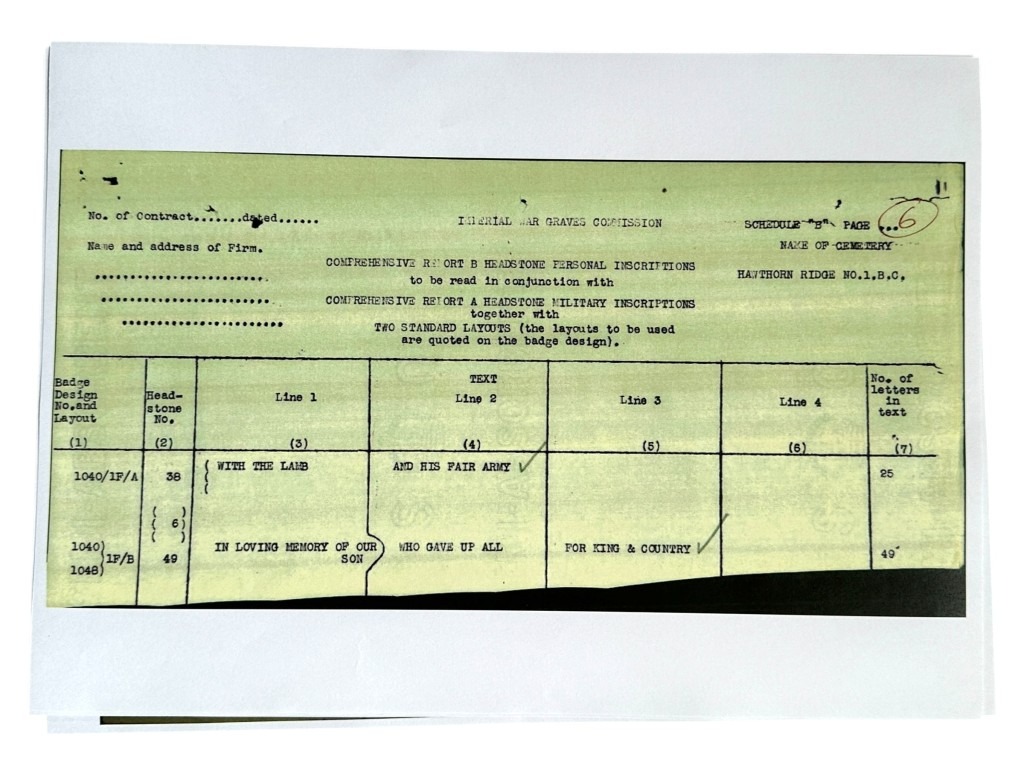 No. of Contract.......dated......
IMPERIAL WAR GRAVES COMMISSION
SCHEDULE "B" PAGE ...6
Name and address of Firm.
NAME OF CEMETERY
COMPREHENSIVE REPORT B HEADSTONE PERSONAL INSCRIPTIONS
to be read in conjunction with
HAWTHORN RIDGE NO.1.B.C.
COMPREHENSIVE REPORT A HEADSTONE MILITARY INSCRIPTIONS
together with
TWO STANDARD LAYOUTS (the layouts to be used
are quoted on the badge design).
Badge Design No.and Layout
Head-stone No.
TEXT
Line 1
Line 2
Line 3
Line 4
No. of letters in text
(1) (2) (3) (4) (5) (6) (7)
1040/1F/A 38 ( WITH THE LAMB AND HIS FAIR ARMY 25
( 6)
1040) 1048) 1F/B 49 IN LOVING MEMORY OF OUR SON WHO GAVE UP ALL FOR KING & COUNTRY 49